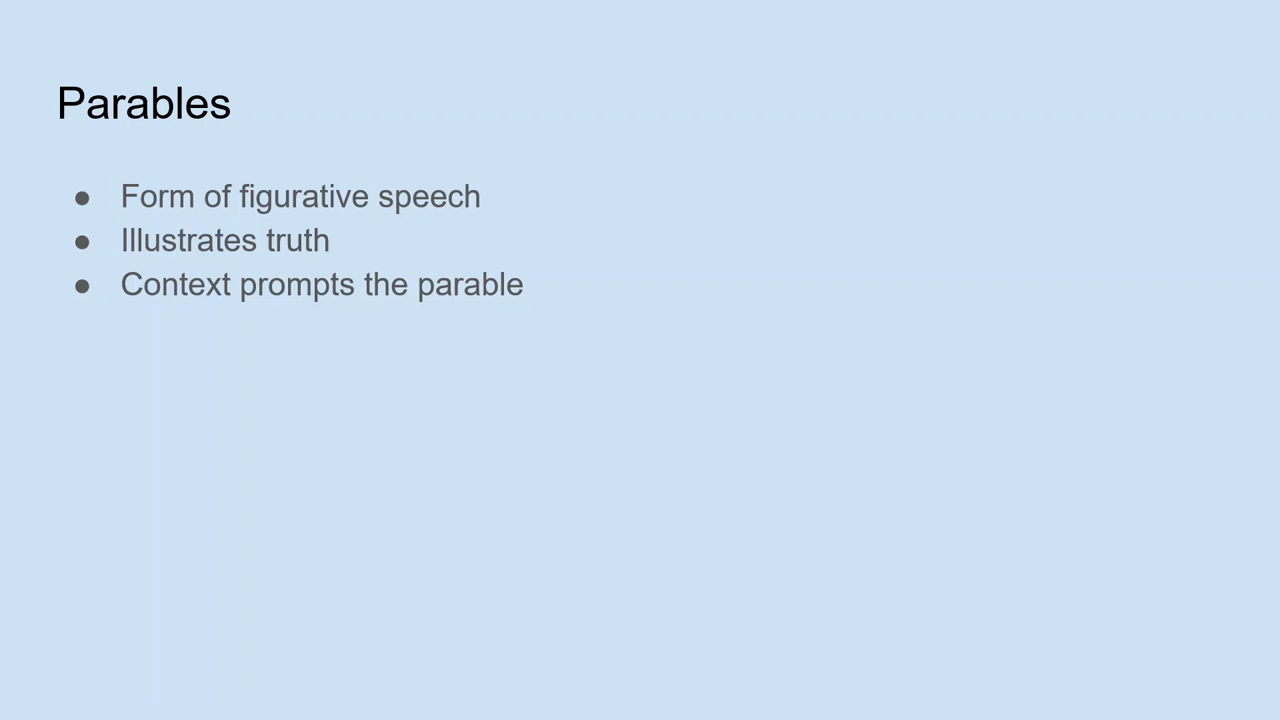 Parables
● Form of figurative speech
● Illustrates truth
● Context prompts the parable